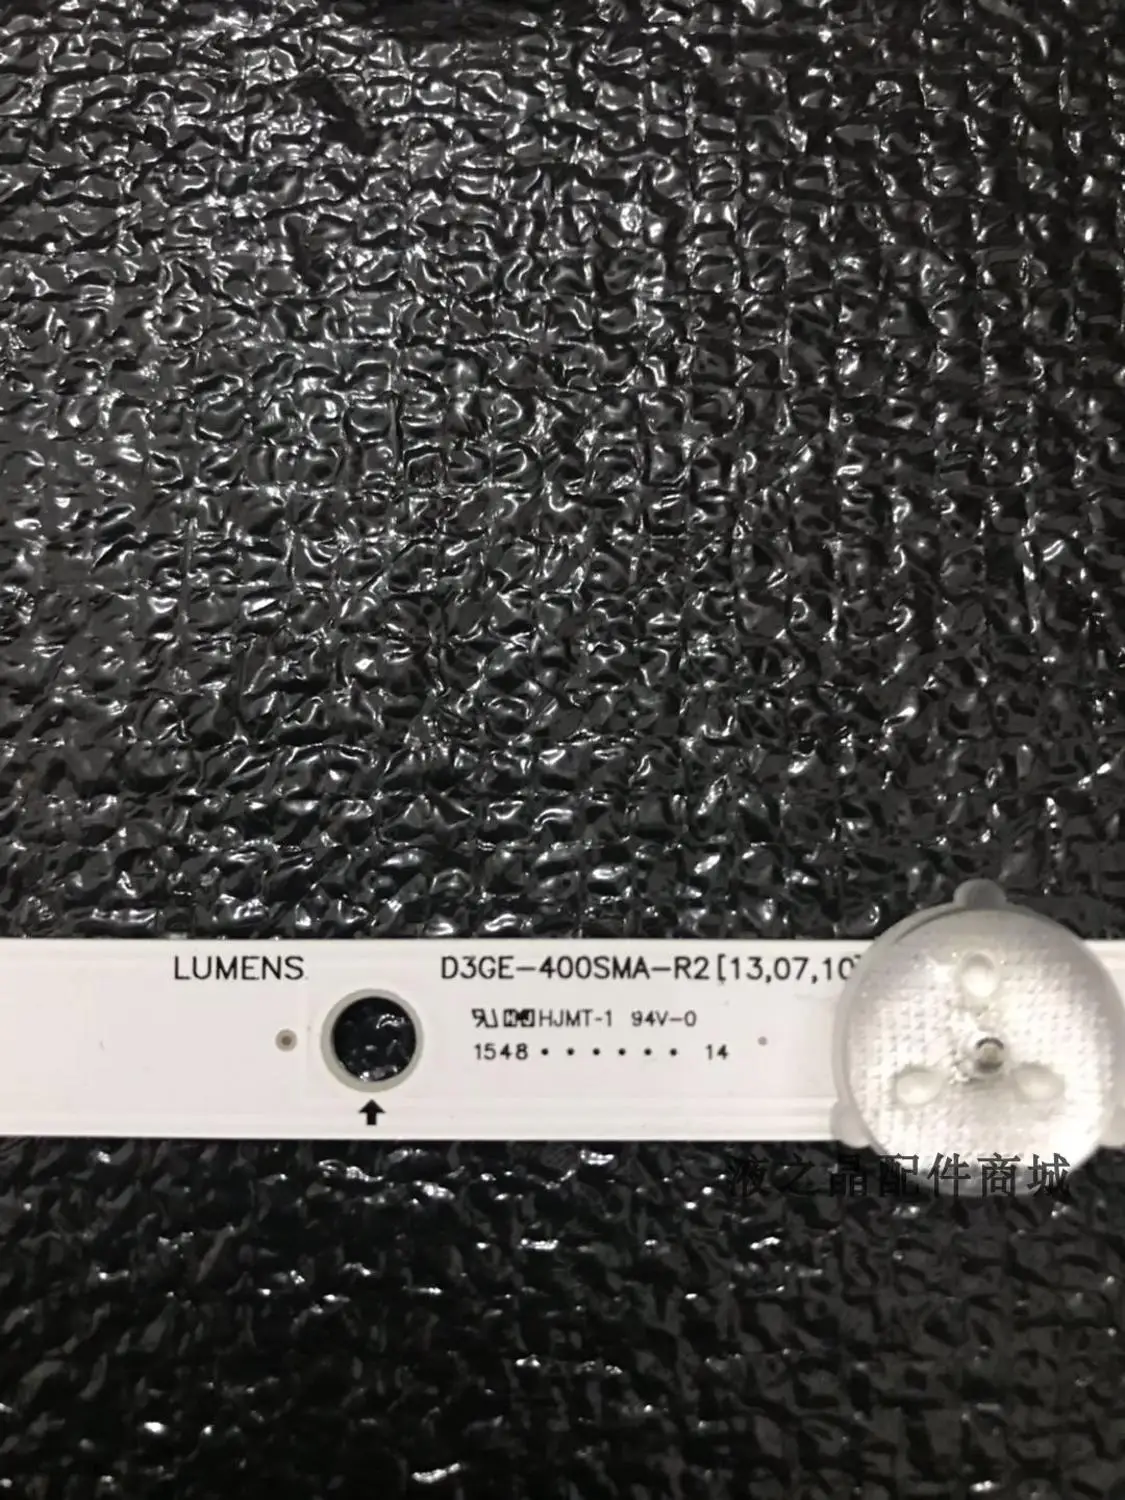 LUMENS
D3GE-400SMA-R2[13,07,10]
HJMT-1 94V-0
1548 · · · · · · 14
液之晶配件商城